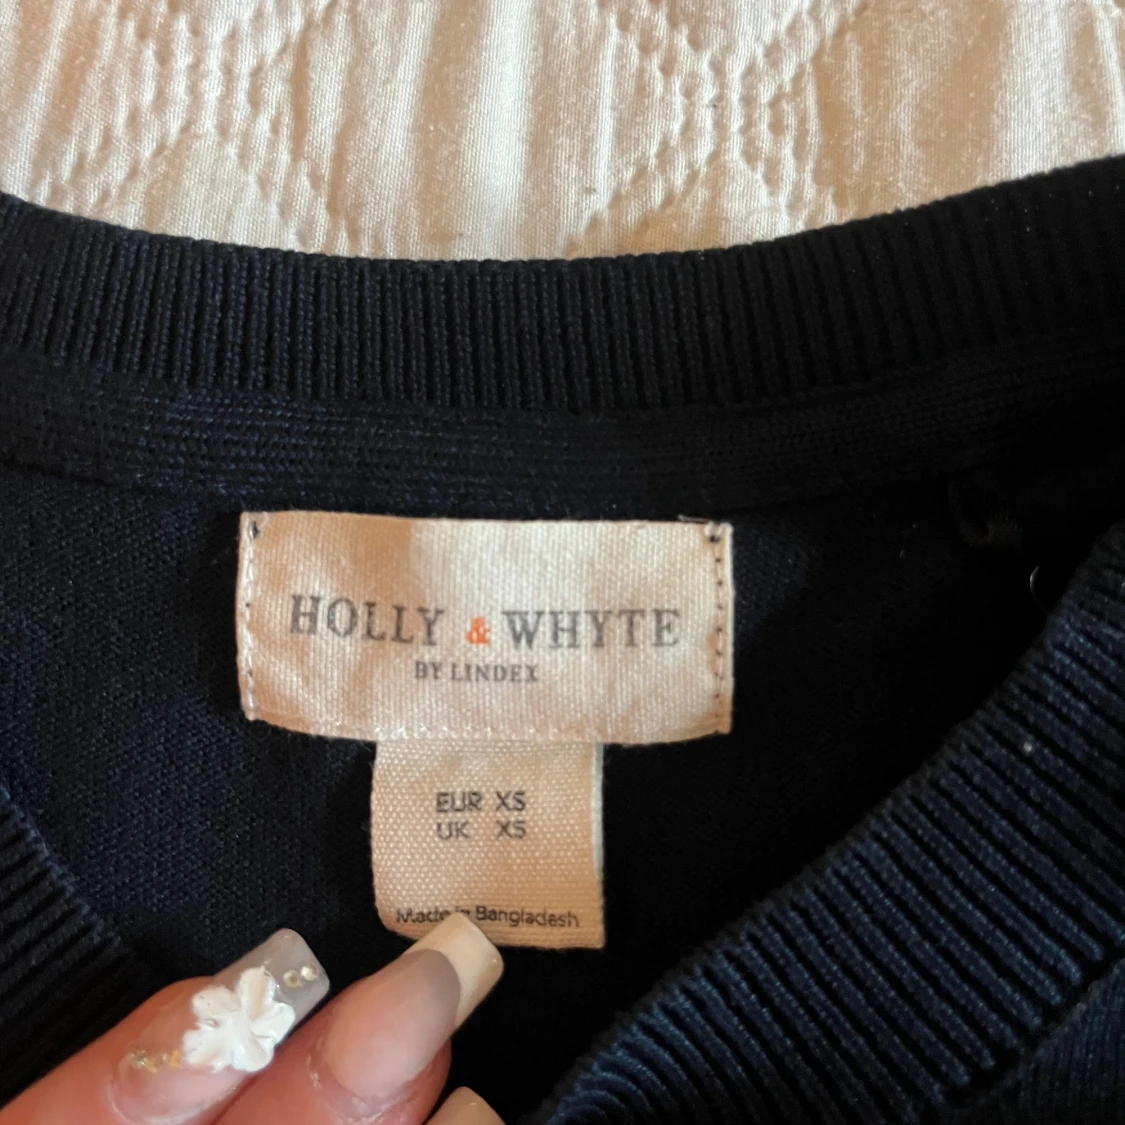 HOLLY & WHYTE
BY LINDEX
EUR XS
UK XS
Made in Bangladesh